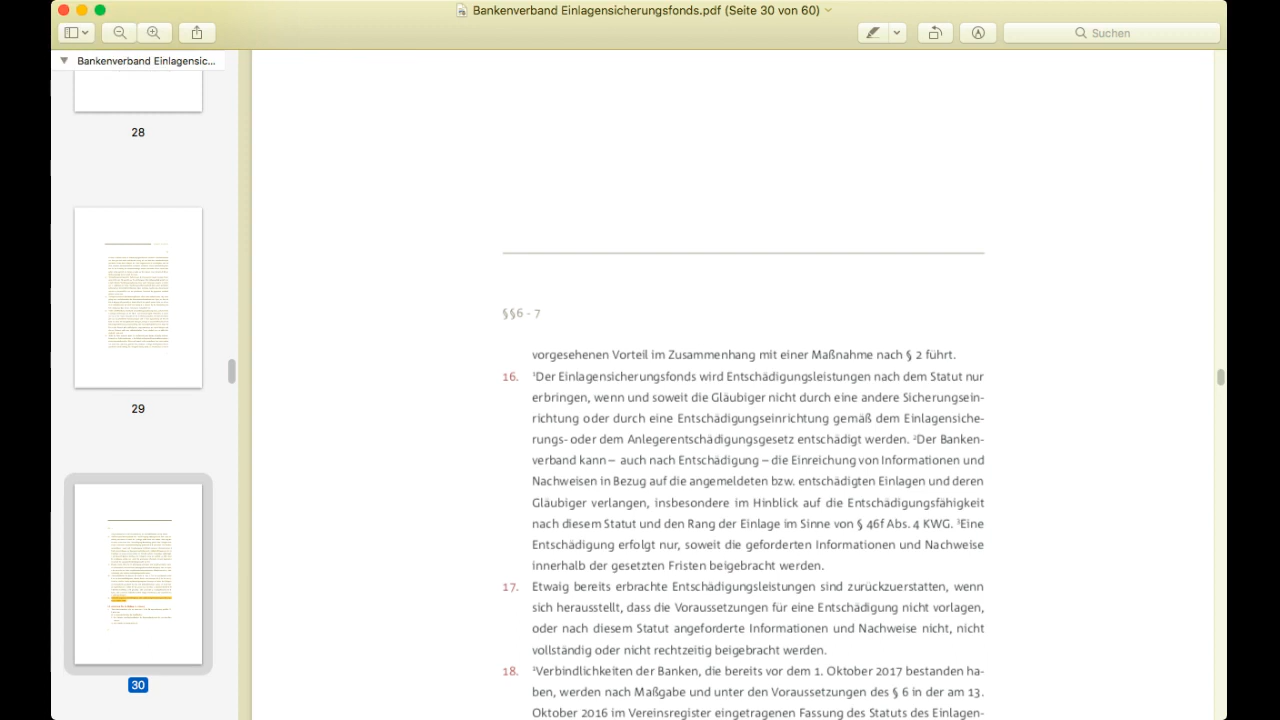 Bankenverband Einlagensicherungsfonds.pdf (Seite 30 von 60)
Suchen
Bankenverband Einlagensic...
28
29
30
§§6 - 7
vorgesehenen Vorteil im Zusammenhang mit einer Maßnahme nach § 2 führt.
16. ¹Der Einlagensicherungsfonds wird Entschädigungsleistungen nach dem Statut nur
erbringen, wenn und soweit die Gläubiger nicht durch eine andere Sicherungsein-
richtung oder durch eine Entschädigungseinrichtung gemäß dem Einlagensiche-
rungs- oder dem Anlegerentschädigungsgesetz entschädigt werden. ²Der Banken-
verband kann – auch nach Entschädigung – die Einreichung von Informationen und
Nachweisen in Bezug auf die angemeldeten bzw. entschädigten Einlagen und deren
Gläubiger verlangen, insbesondere im Hinblick auf die Entschädigungsfähigkeit
nach diesem Statut und den Rang der Einlage im Sinne von § 46f Abs. 4 KWG. ³Eine
Entschädigung erfolgt nur, soweit die geforderten Informationen und Nachweise
innerhalb der gesetzten Fristen beigebracht werden.
17. Etwaige bereits erbrachte Entschädigungsleistungen sind zurückzuerstatten, wenn
sich herausstellt, dass die Voraussetzungen für eine Entschädigung nicht vorlagen,
oder nach diesem Statut angeforderte Informationen und Nachweise nicht, nicht
vollständig oder nicht rechtzeitig beigebracht werden.
18. ¹Verbindlichkeiten der Banken, die bereits vor dem 1. Oktober 2017 bestanden ha-
ben, werden nach Maßgabe und unter den Voraussetzungen des § 6 in der am 13.
Oktober 2016 im Vereinsregister eingetragenen Fassung des Statuts des Einlagen-